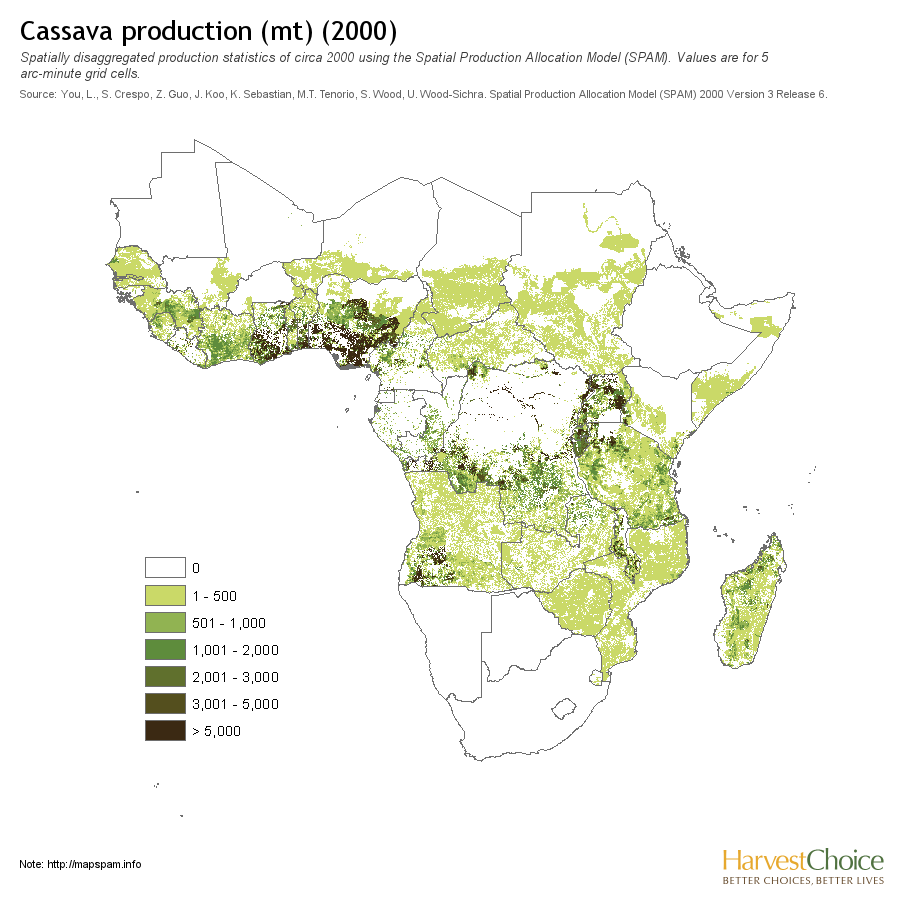 Cassava production (mt) (2000)
Spatially disaggregated production statistics of circa 2000 using the Spatial Production Allocation Model (SPAM). Values are for 5
arc-minute grid cells.
Source: You, L., S. Crespo, Z. Guo, J. Koo, K. Sebastian, M.T. Tenorio, S. Wood, U. Wood-Sichra. Spatial Production Allocation Model (SPAM) 2000 Version 3 Release 6.
0
1 - 500
501 - 1,000
1,001 - 2,000
2,001 - 3,000
3,001 - 5,000
> 5,000
Note: http://mapspam.info
HarvestChoice
BETTER CHOICES, BETTER LIVES